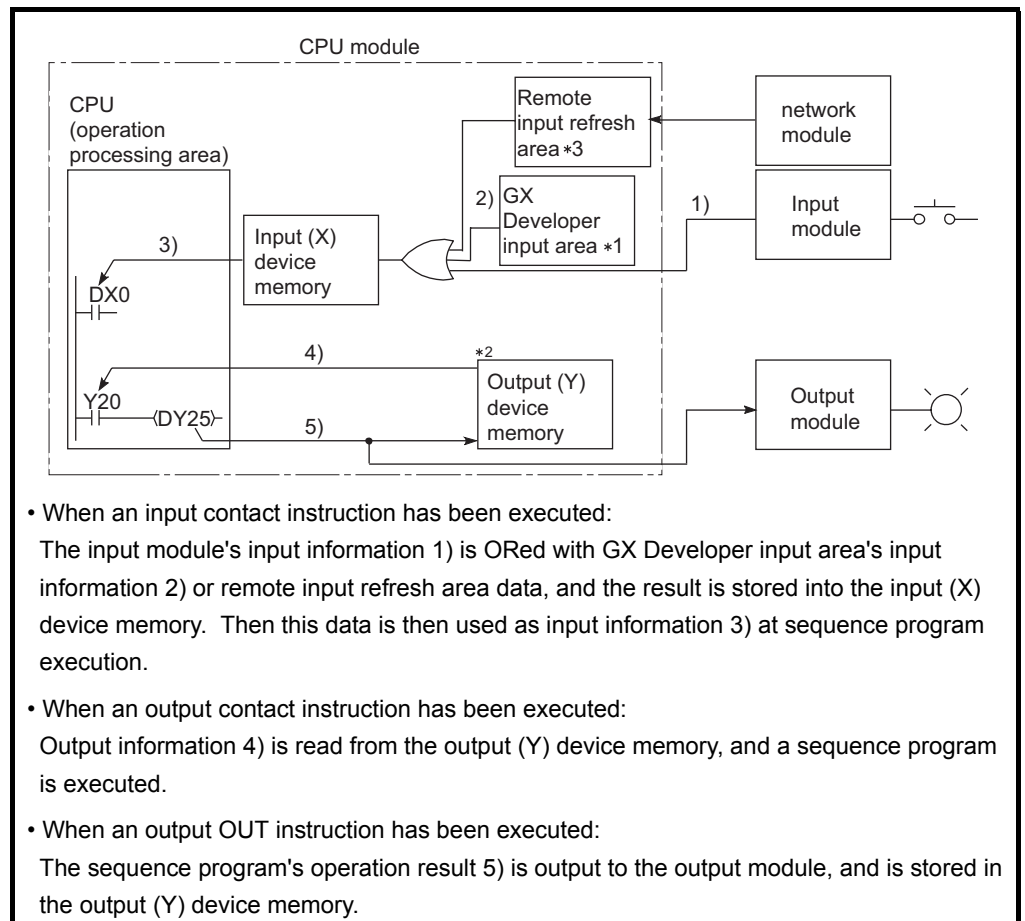 CPU module
CPU
(operation
processing area)
Remote
input refresh
area *3
network
module
2) GX
Developer
input area *1
1)
Input
module
Input (X)
device
memory
3)
DX0
4)
*2
Output (Y)
device
memory
Y20
DY25
5)
Output
module
• When an input contact instruction has been executed:
The input module's input information 1) is ORed with GX Developer input area's input
information 2) or remote input refresh area data, and the result is stored into the input (X)
device memory. Then this data is then used as input information 3) at sequence program
execution.
• When an output contact instruction has been executed:
Output information 4) is read from the output (Y) device memory, and a sequence program
is executed.
• When an output OUT instruction has been executed:
The sequence program's operation result 5) is output to the output module, and is stored in
the output (Y) device memory.